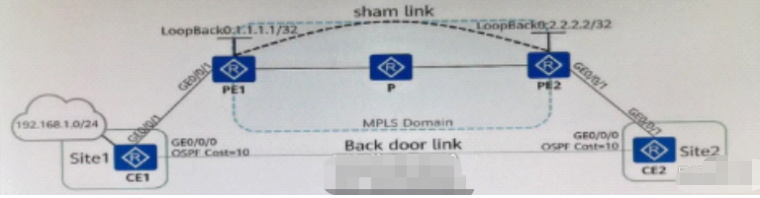 sham link
LoopBack0:1.1.1.1/32
LoopBack0:2.2.2.2/32
GE0/0/1
R
PE1
R
P
R
PE2
GE0/0/1
192.168.1.0/24
GE0/0/1
MPLS Domain
GE0/0/1
GE0/0/0
OSPF Cost=10
Back door link
GE0/0/0
OSPF Cost=10
Site1
R
CE1
R
CE2
Site2